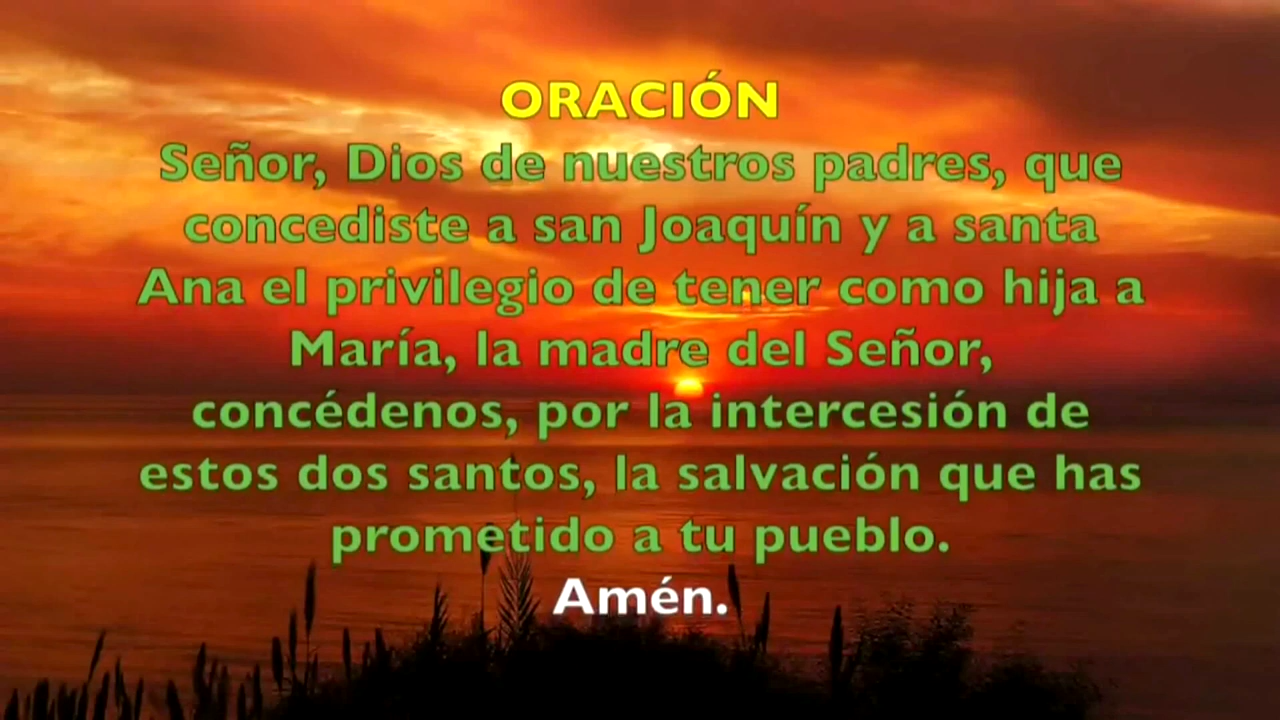 ORACIÓN
Señor, Dios de nuestros padres, que
concediste a san Joaquín y a santa
Ana el privilegio de tener como hija a
María, la madre del Señor,
concédenos, por la intercesión de
estos dos santos, la salvación que has
prometido a tu pueblo.
Amén.